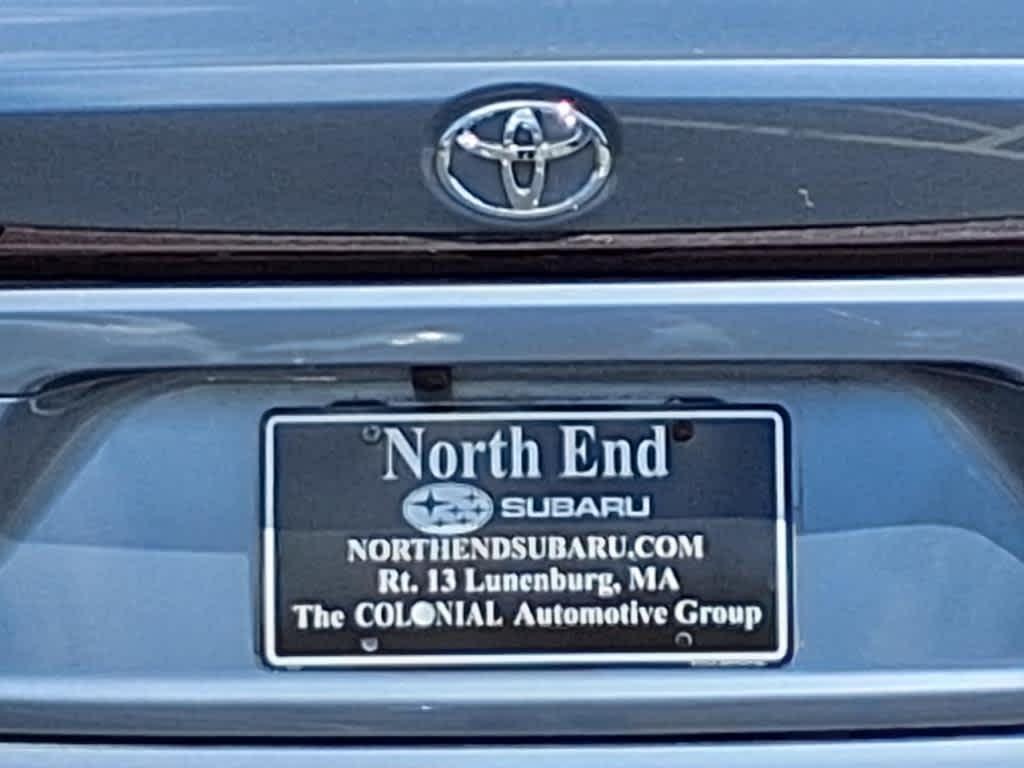 North End
SUBARU
NORTHENDSUBARU.COM
Rt. 13 Lunenburg, MA
The COLONIAL Automotive Group